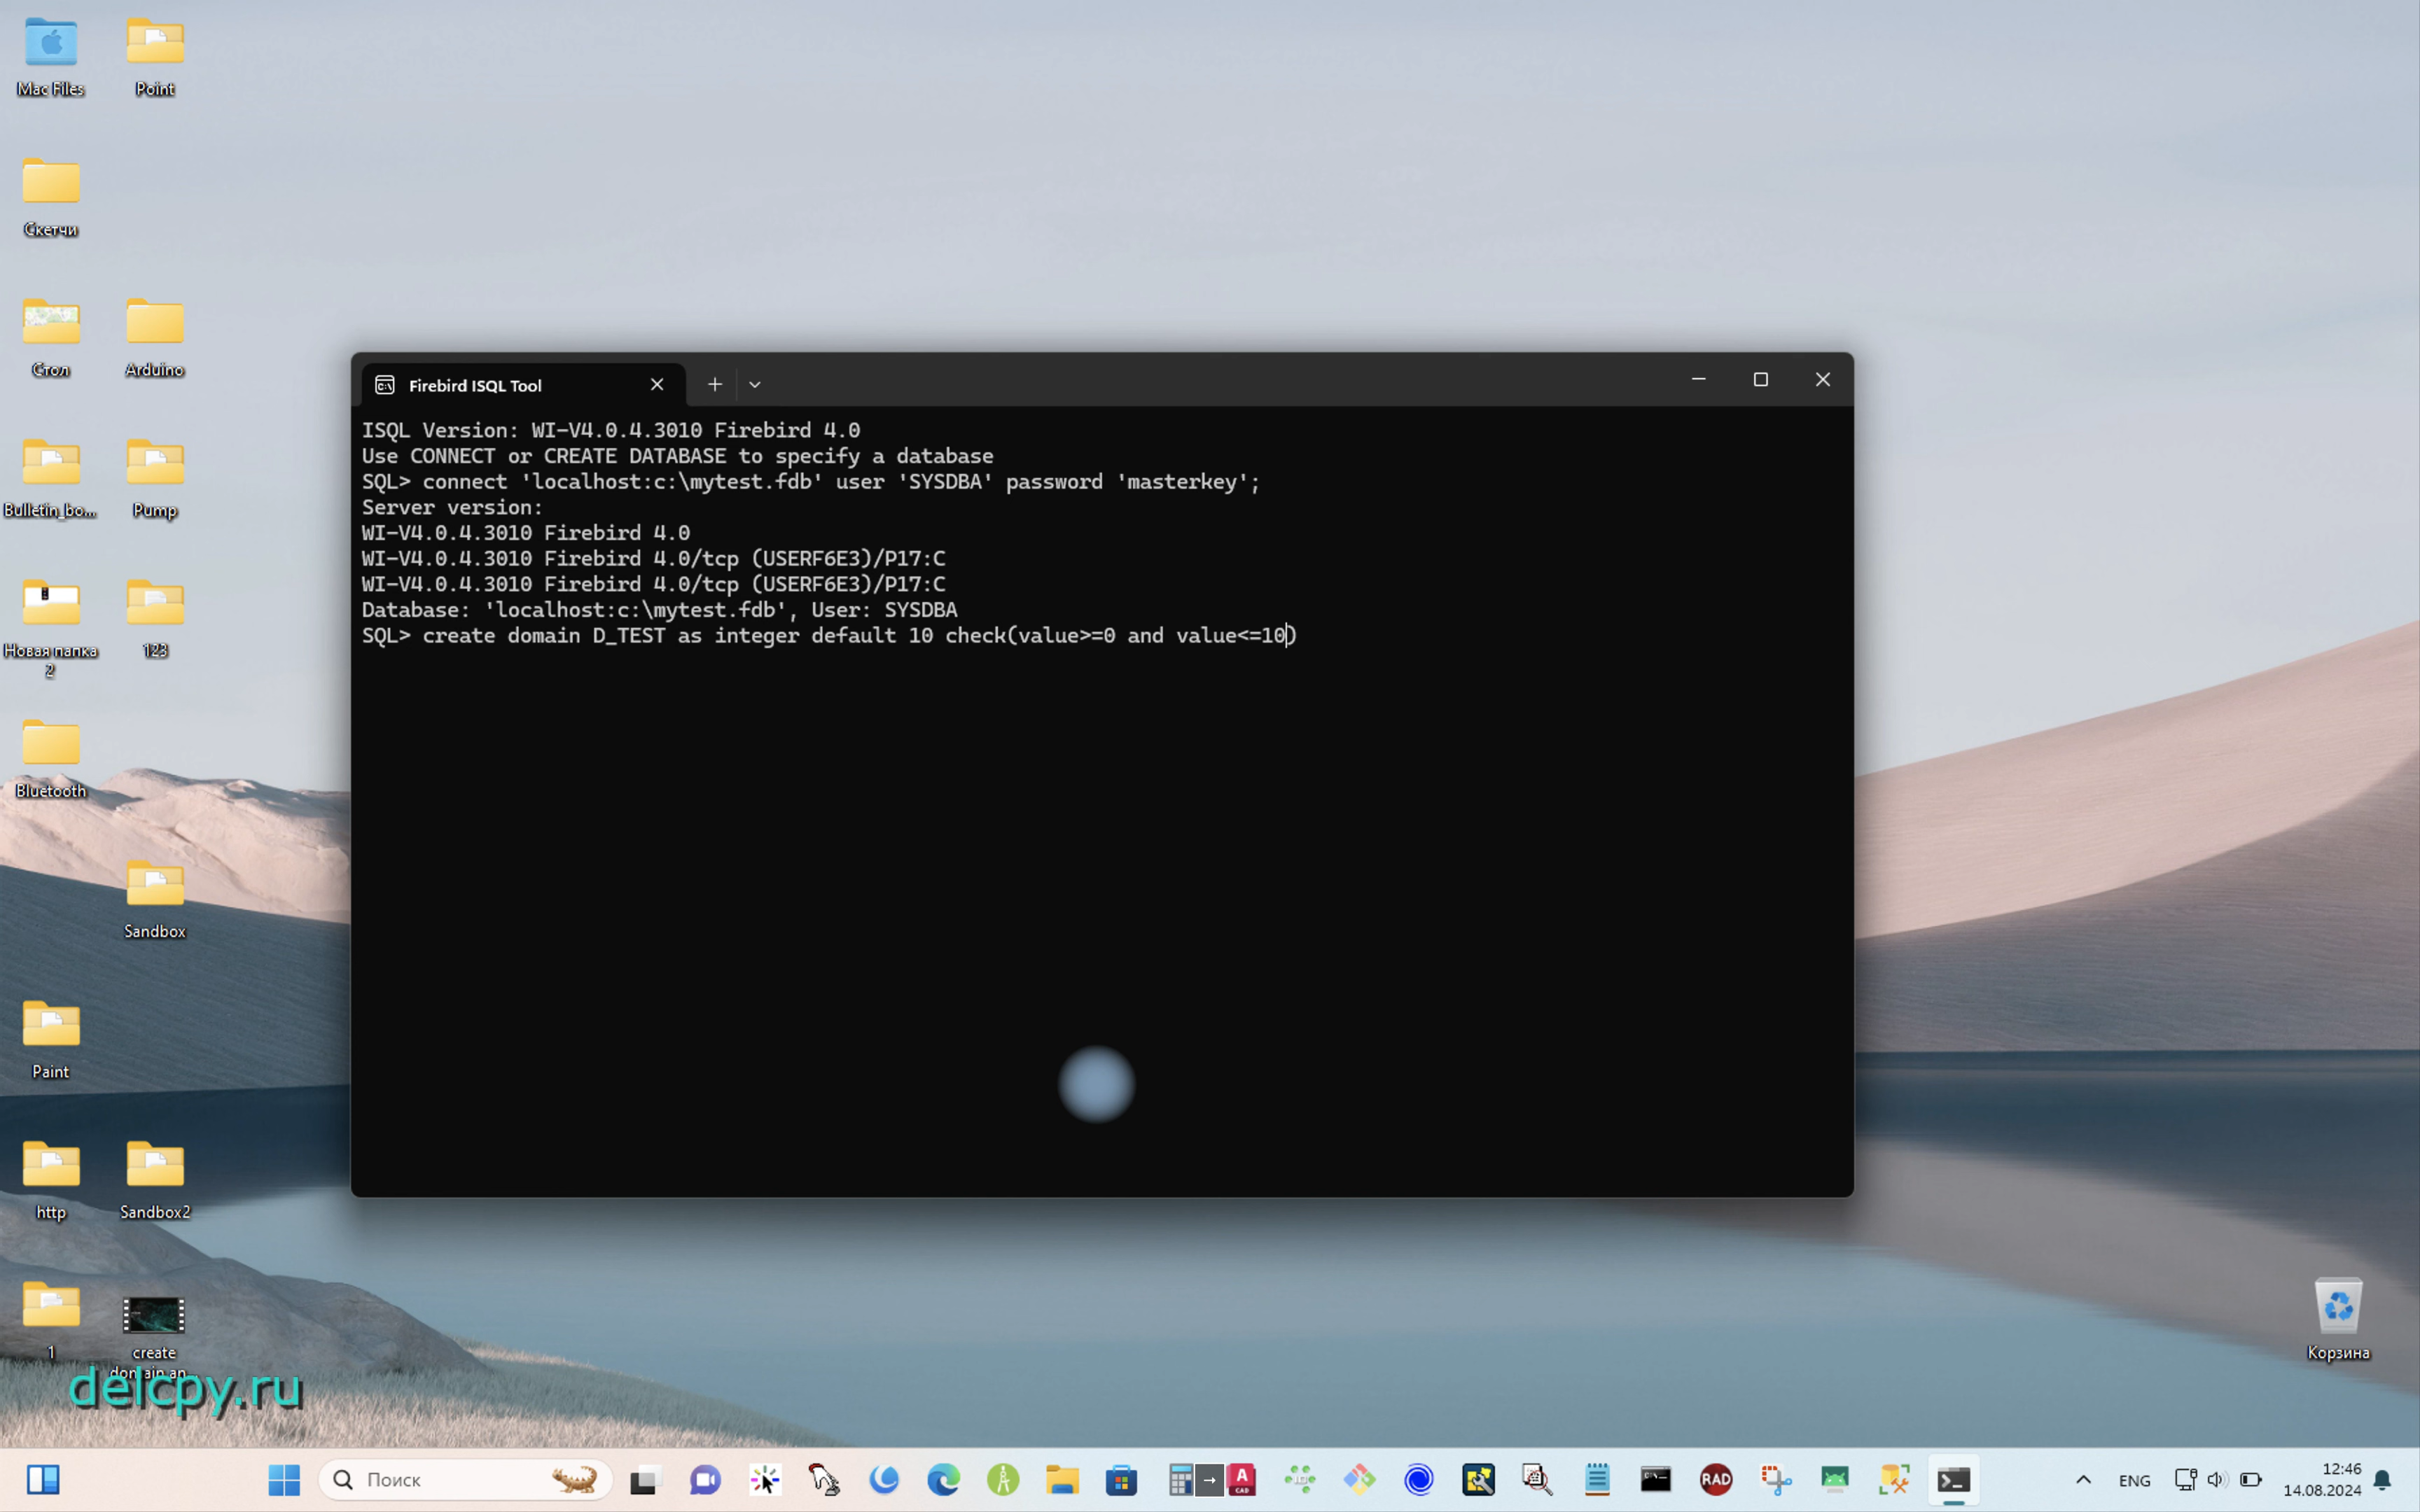 Mac Files
Point
Скетчи
Стол
Arduino
Bulletin_bo...
Pump
Новая папка
2
123
Bluetooth
Sandbox
Paint
http
Sandbox2
1
create
delcpy.ru
Firebird ISQL Tool
ISQL Version: WI-V4.0.4.3010 Firebird 4.0
Use CONNECT or CREATE DATABASE to specify a database
SQL> connect 'localhost:c:\mytest.fdb' user 'SYSDBA' password 'masterkey';
Server version:
WI-V4.0.4.3010 Firebird 4.0
WI-V4.0.4.3010 Firebird 4.0/tcp (USERF6E3)/P17:C
WI-V4.0.4.3010 Firebird 4.0/tcp (USERF6E3)/P17:C
Database: 'localhost:c:\mytest.fdb', User: SYSDBA
SQL> create domain D_TEST as integer default 10 check(value>=0 and value<=10)
Корзина
Поиск
A
CAD
RAD
ENG
12:46
14.08.2024